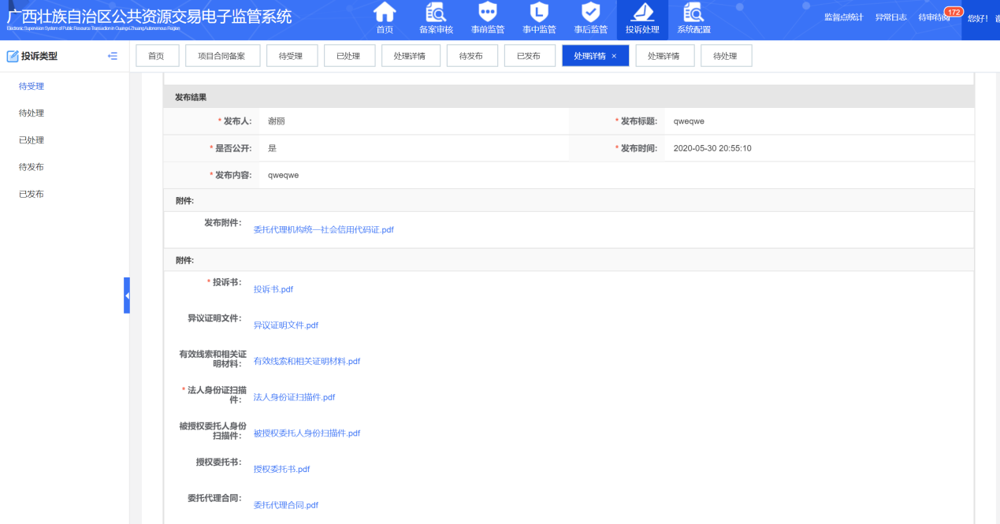 广西壮族自治区公共资源交易电子监管系统
Electronic Supervision System of Public Resource Transaction in Guangxi Zhuang Autonomous Region
首页
备案审核
事前监管
事中监管
事后监管
投诉处理
系统配置
监督点统计
异常日志
待审待阅
172
您好!
投诉类型
首页
项目合同备案
待受理
已处理
处理详情
待发布
已发布
处理详情 ×
处理详情
待处理
待受理
待处理
已处理
待发布
已发布
发布结果
* 发布人: 谢丽
* 发布标题: qweqwe
* 是否公开: 是
* 发布时间: 2020-05-30 20:55:10
* 发布内容: qweqwe
附件:
发布附件: 委托代理机构统一社会信用代码证.pdf
附件:
* 投诉书: 投诉书.pdf
异议证明文件: 异议证明文件.pdf
有效线索和相关证
明材料: 有效线索和相关证明材料.pdf
* 法人身份证扫描
件: 法人身份证扫描件.pdf
被授权委托人身份
扫描件: 被授权委托人身份扫描件.pdf
授权委托书: 授权委托书.pdf
委托代理合同: 委托代理合同.pdf